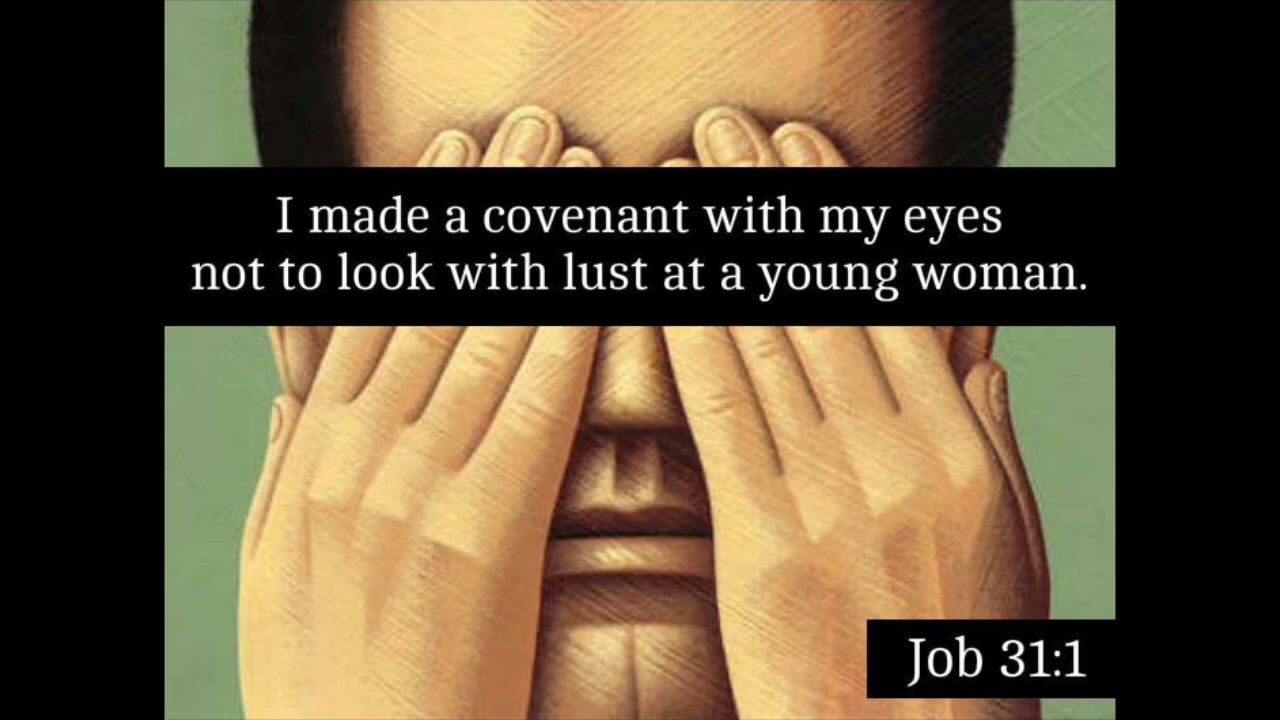 I made a covenant with my eyes
not to look with lust at a young woman.
Job 31:1